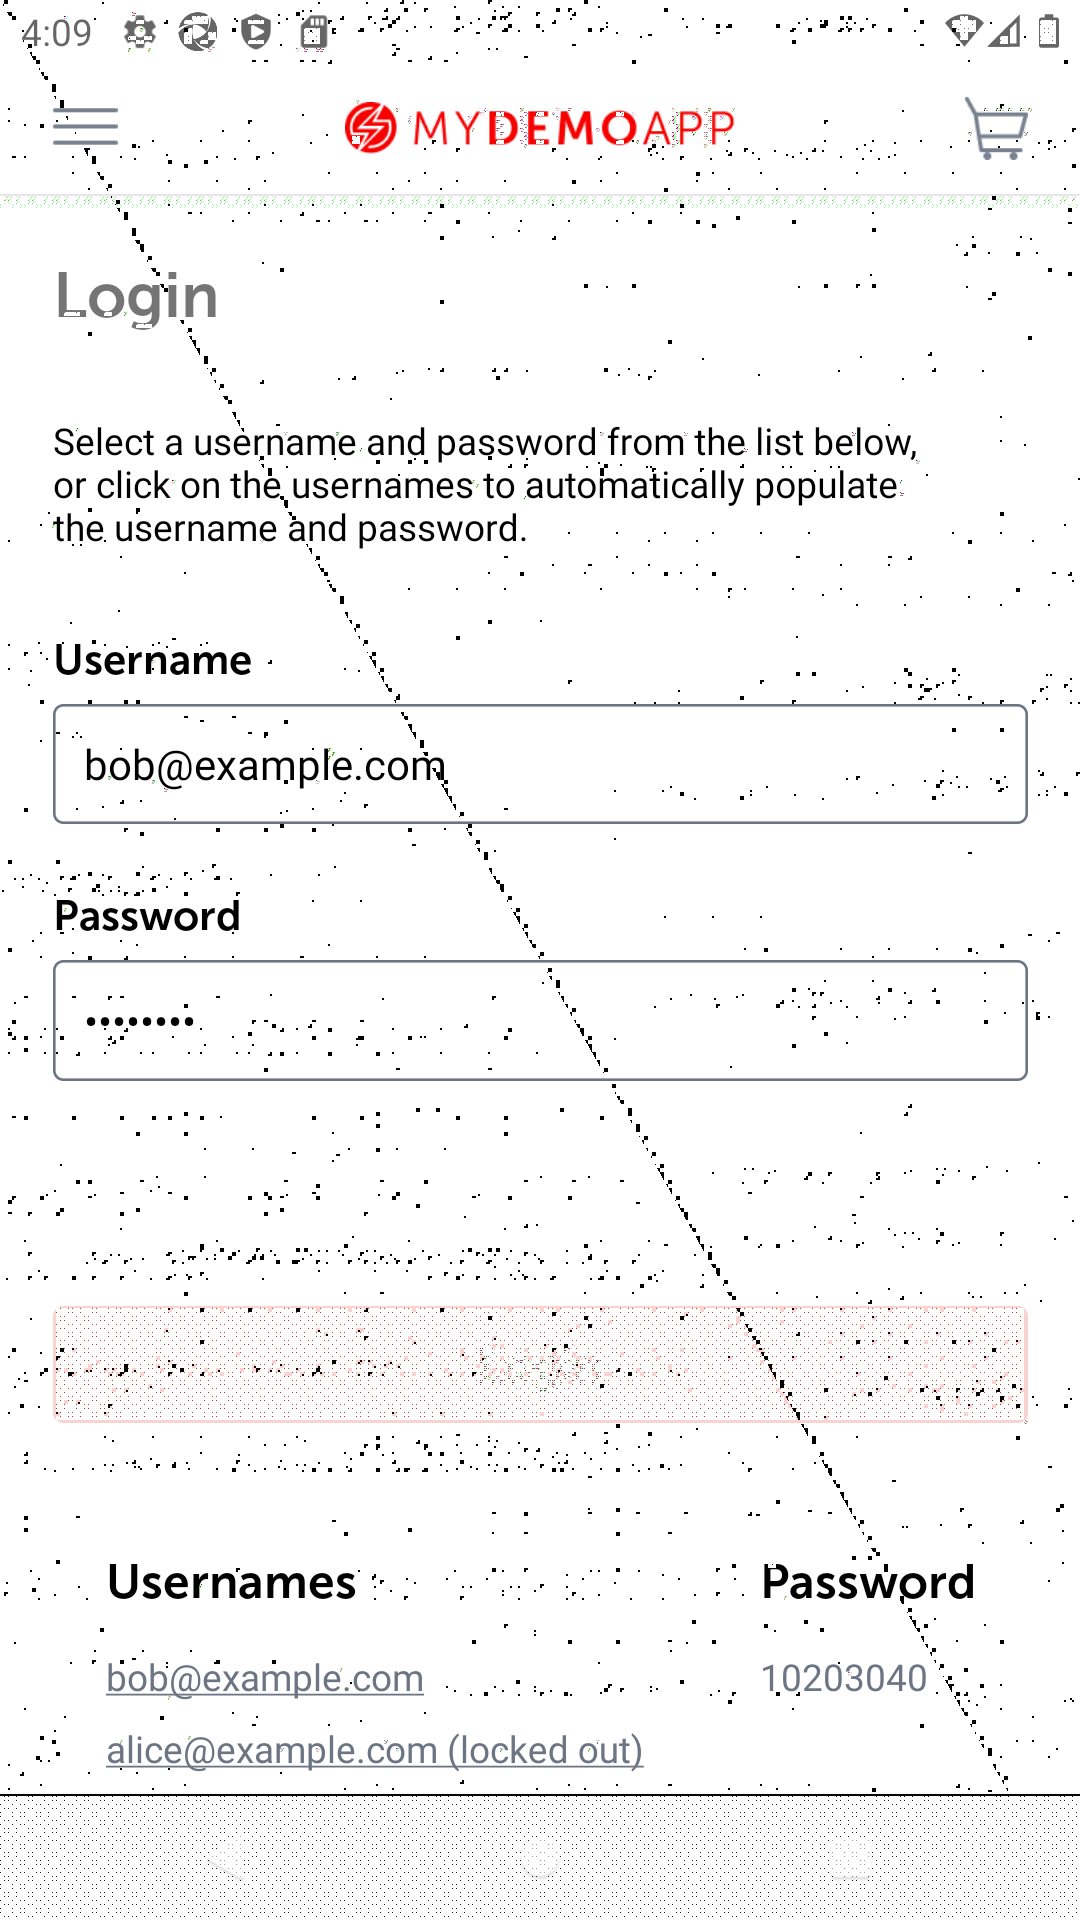 4:09
MYDEMOAPP
Login
Select a username and password from the list below,
or click on the usernames to automatically populate
the username and password.
Username
bob@example.com
Password
••••••••
Usernames
Password
bob@example.com
10203040
alice@example.com (locked out)